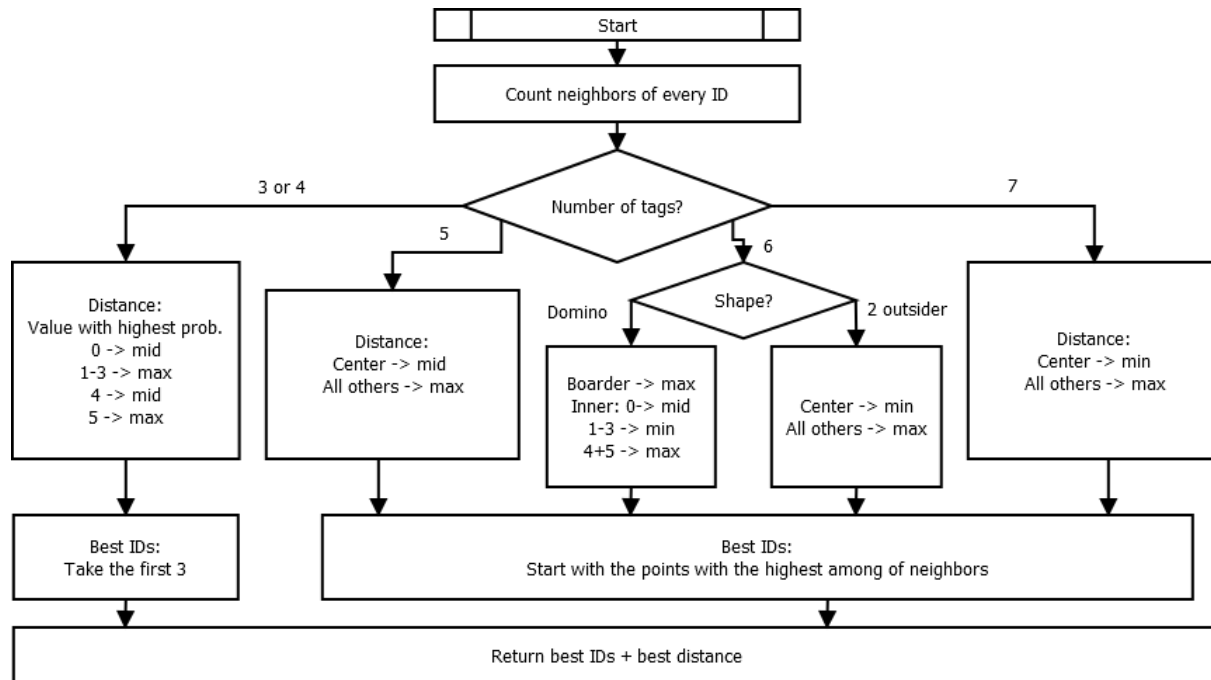 Start
Count neighbors of every ID
Number of tags?
3 or 4
5
6
7
Distance:
Value with highest prob.
0 -> mid
1-3 -> max
4 -> mid
5 -> max
Distance:
Center -> mid
All others -> max
Shape?
Domino
2 outsider
Boarder -> max
Inner: 0-> mid
1-3 -> min
4+5 -> max
Center -> min
All others -> max
Distance:
Center -> min
All others -> max
Best IDs:
Take the first 3
Best IDs:
Start with the points with the highest among of neighbors
Return best IDs + best distance